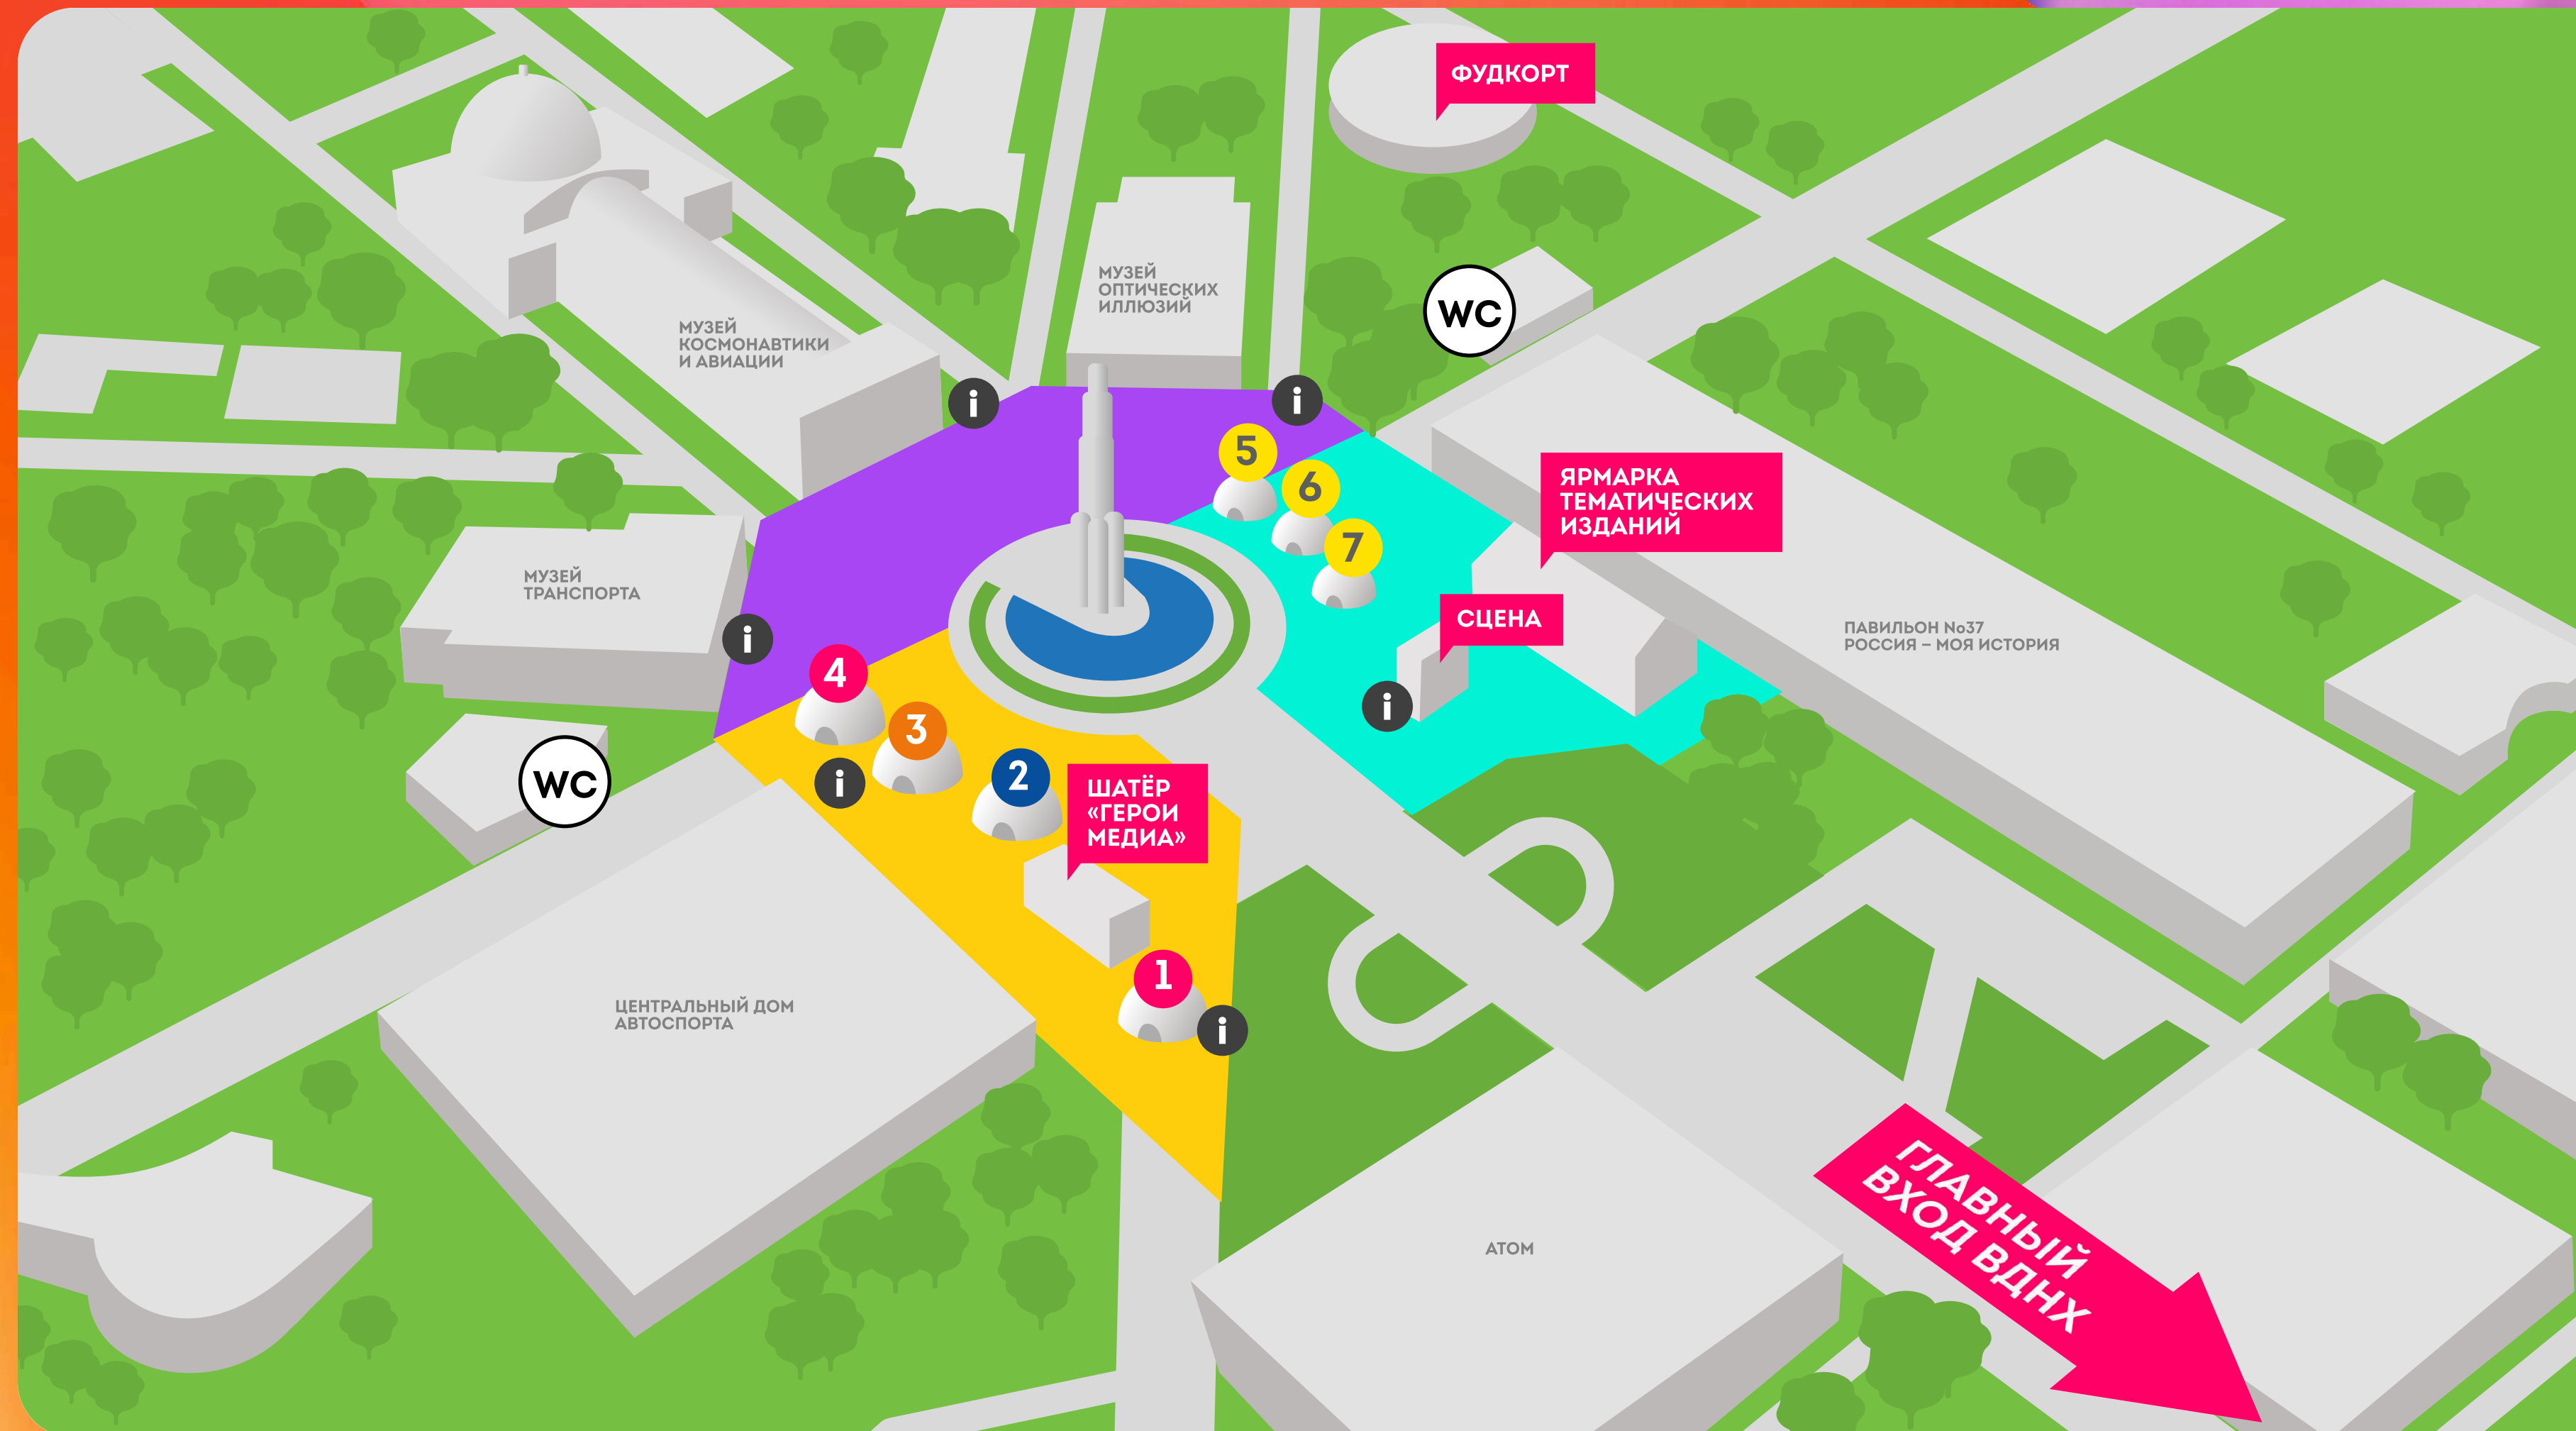 ФУДКОРТ
МУЗЕЙ
ОПТИЧЕСКИХ
ИЛЛЮЗИЙ
WC
МУЗЕЙ
КОСМОНАВТИКИ
И АВИАЦИИ
i
i
5
6
7
ЯРМАРКА
ТЕМАТИЧЕСКИХ
ИЗДАНИЙ
МУЗЕЙ
ТРАНСПОРТА
СЦЕНА
ПАВИЛЬОН №37
РОССИЯ – МОЯ ИСТОРИЯ
i
4
i
3
i
2
WC
ШАТЁР
«ГЕРОИ
МЕДИА»
1
i
ЦЕНТРАЛЬНЫЙ ДОМ
АВТОСПОРТА
АТОМ
ГЛАВНЫЙ
ВХОД ВДНХ